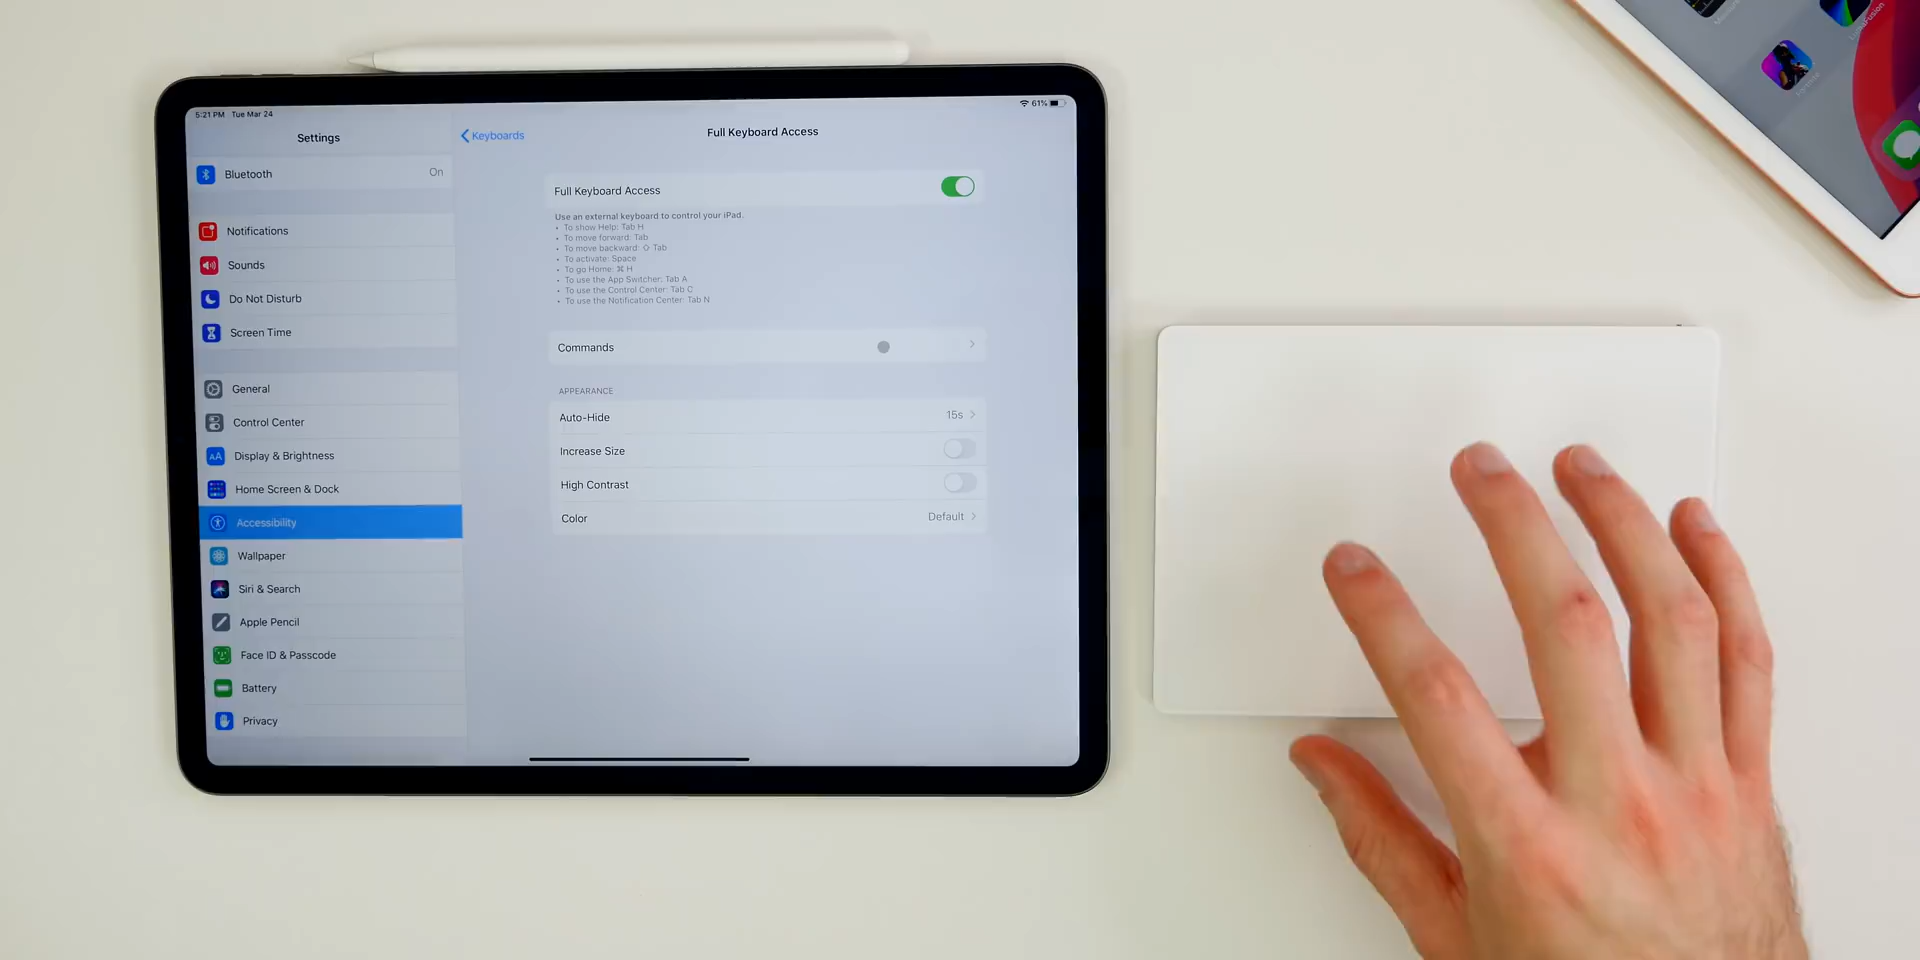 5:21 PM Tue Mar 24
61%
Settings
Bluetooth On
Notifications
Sounds
Do Not Disturb
Screen Time
General
Control Center
Display & Brightness
Home Screen & Dock
Accessibility
Wallpaper
Siri & Search
Apple Pencil
Face ID & Passcode
Battery
Privacy
Keyboards
Full Keyboard Access
Full Keyboard Access
Use an external keyboard to control your iPad.
• To show Help: Tab H
• To move forward: Tab
• To move backward: ⇧ Tab
• To activate: Space
• To go Home: ⌘ H
• To use the App Switcher: Tab A
• To use the Control Center: Tab C
• To use the Notification Center: Tab N
Commands
APPEARANCE
Auto-Hide 15s
Increase Size
High Contrast
Color Default